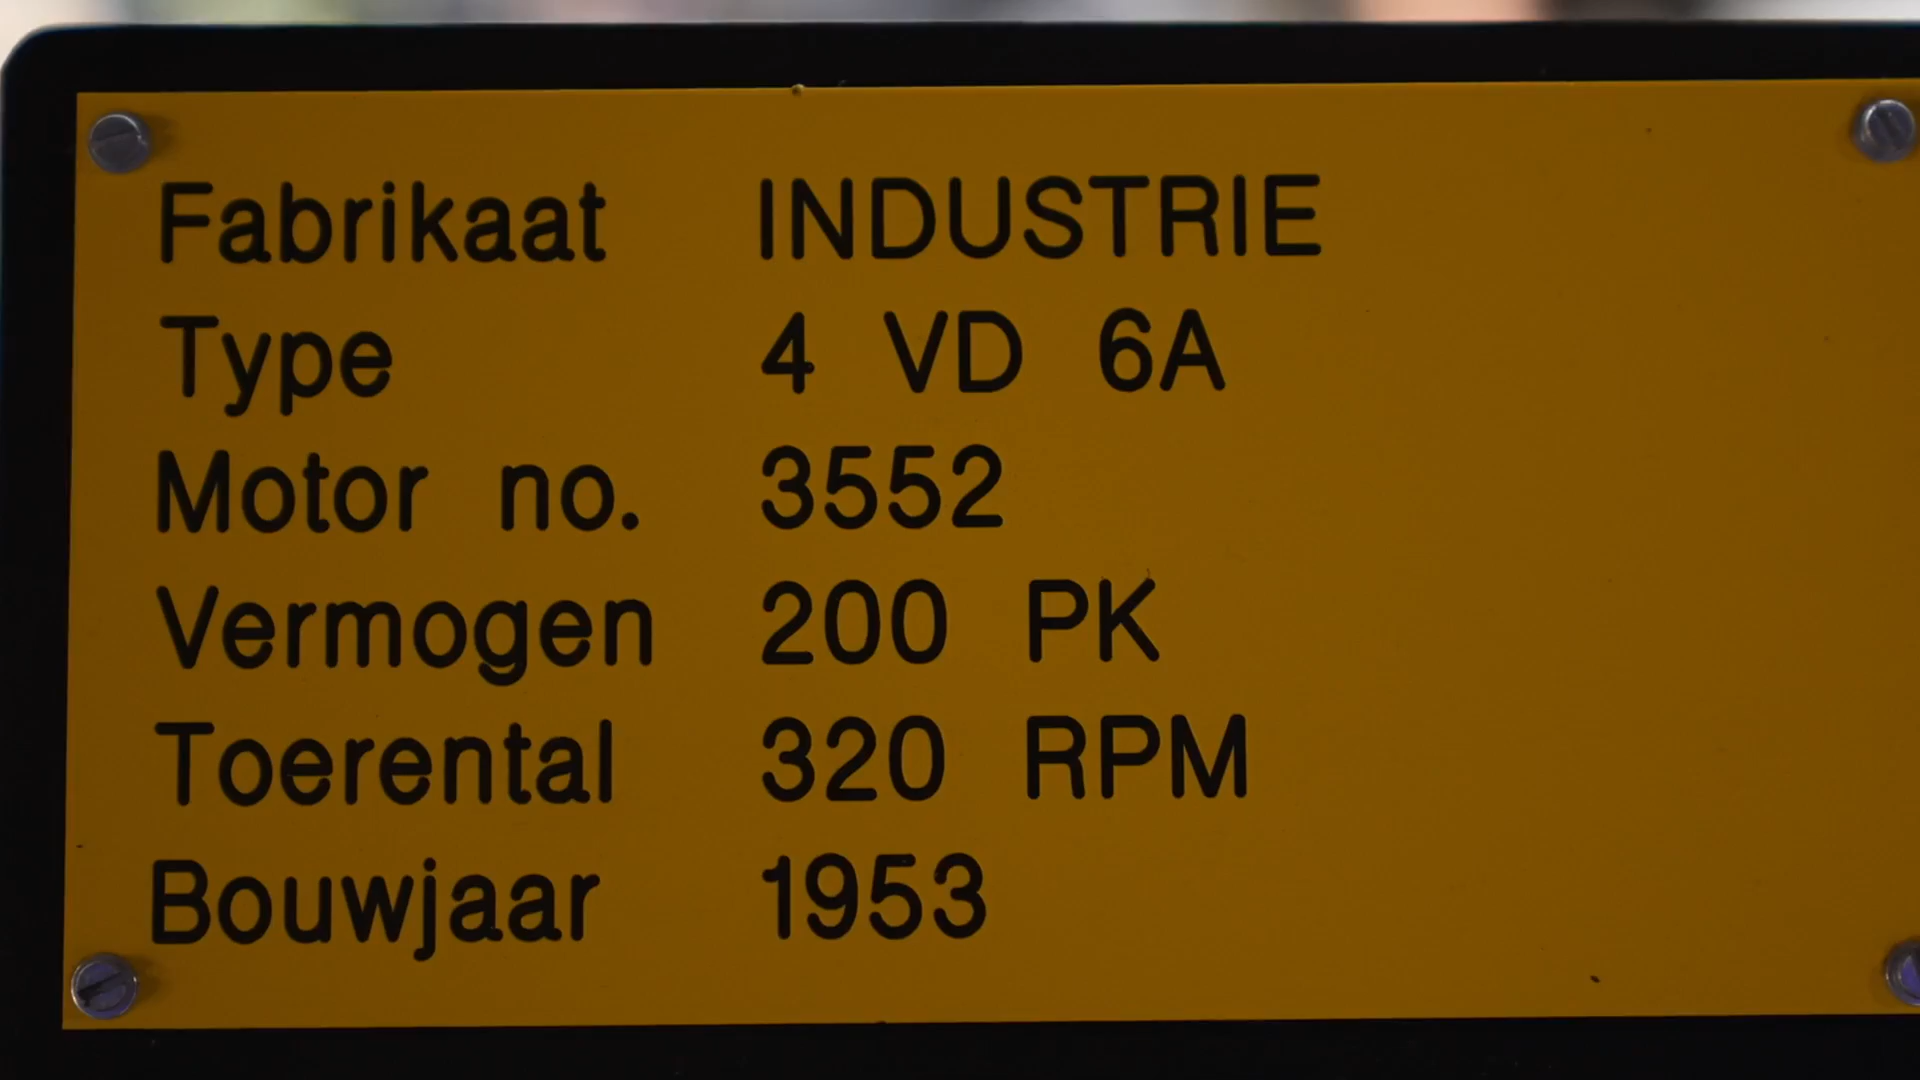 Fabrikaat INDUSTRIE
Type 4 VD 6A
Motor no. 3552
Vermogen 200 PK
Toerental 320 RPM
Bouwjaar 1953